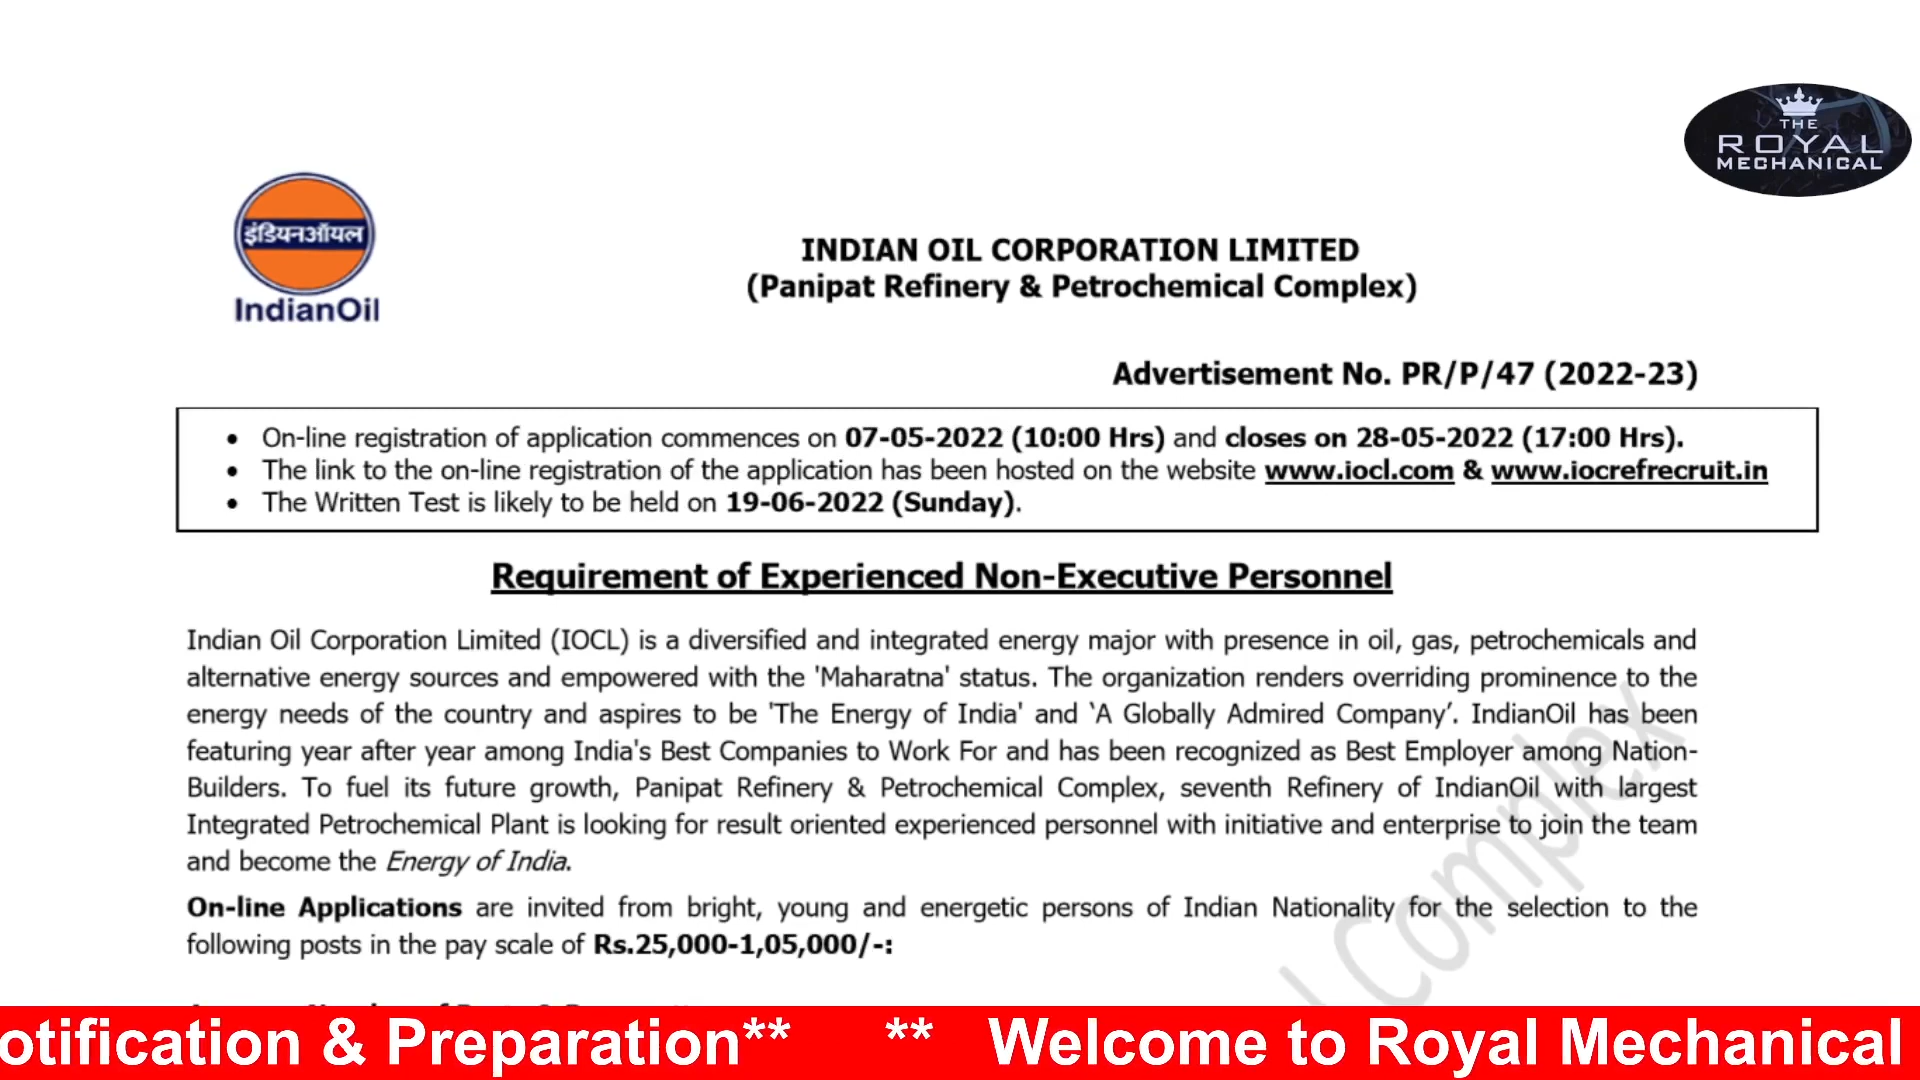 THE
ROYAL
MECHANICAL
इंडियनऑयल
IndianOil
INDIAN OIL CORPORATION LIMITED
(Panipat Refinery & Petrochemical Complex)
Advertisement No. PR/P/47 (2022-23)
• On-line registration of application commences on 07-05-2022 (10:00 Hrs) and closes on 28-05-2022 (17:00 Hrs).
• The link to the on-line registration of the application has been hosted on the website www.iocl.com & www.iocrefrecruit.in
• The Written Test is likely to be held on 19-06-2022 (Sunday).
Requirement of Experienced Non-Executive Personnel
Indian Oil Corporation Limited (IOCL) is a diversified and integrated energy major with presence in oil, gas, petrochemicals and
alternative energy sources and empowered with the 'Maharatna' status. The organization renders overriding prominence to the
energy needs of the country and aspires to be 'The Energy of India' and ‘A Globally Admired Company’. IndianOil has been
featuring year after year among India's Best Companies to Work For and has been recognized as Best Employer among Nation-
Builders. To fuel its future growth, Panipat Refinery & Petrochemical Complex, seventh Refinery of IndianOil with largest
Integrated Petrochemical Plant is looking for result oriented experienced personnel with initiative and enterprise to join the team
and become the Energy of India.
On-line Applications are invited from bright, young and energetic persons of Indian Nationality for the selection to the
following posts in the pay scale of Rs.25,000-1,05,000/-:
Complex
otification & Preparation** ** Welcome to Royal Mechanical